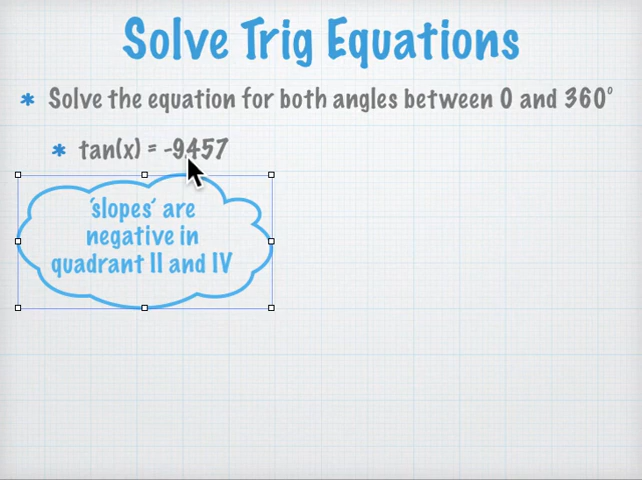 Solve Trig Equations
* Solve the equation for both angles between 0 and 360°
* tan(x) = -9457
'slopes' are
negative in
quadrant II and IV